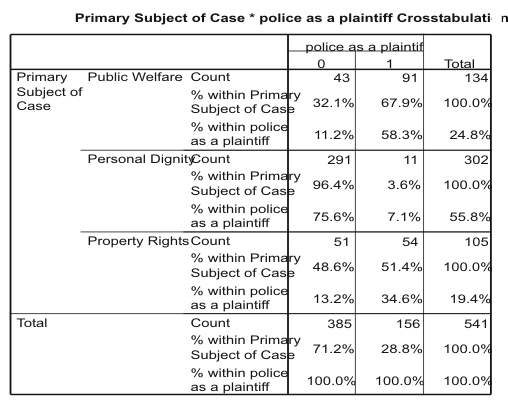 Primary Subject of Case * police as a plaintiff Crosstabulation
police as a plaintif
0 1 Total
Primary Subject of Case Public Welfare Count 43 91 134
% within Primary Subject of Case 32.1% 67.9% 100.0%
% within police as a plaintiff 11.2% 58.3% 24.8%
Personal Dignity Count 291 11 302
% within Primary Subject of Case 96.4% 3.6% 100.0%
% within police as a plaintiff 75.6% 7.1% 55.8%
Property Rights Count 51 54 105
% within Primary Subject of Case 48.6% 51.4% 100.0%
% within police as a plaintiff 13.2% 34.6% 19.4%
Total Count 385 156 541
% within Primary Subject of Case 71.2% 28.8% 100.0%
% within police as a plaintiff 100.0% 100.0% 100.0%